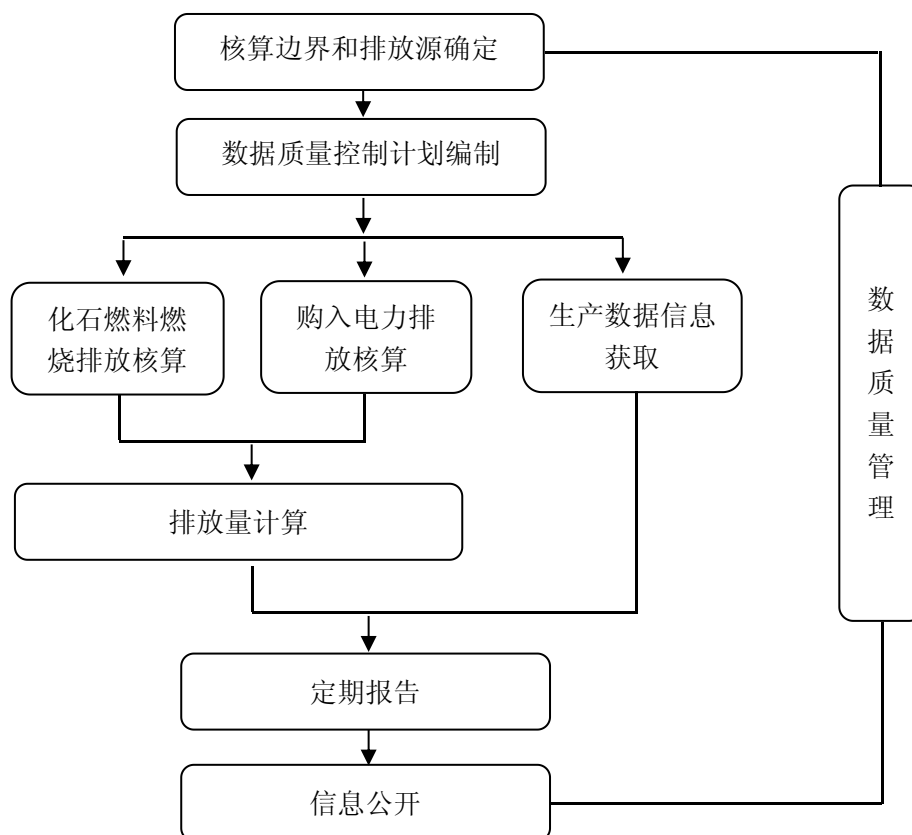 核算边界和排放源确定
数据质量控制计划编制
化石燃料燃
烧排放核算
购入电力排
放核算
生产数据信息
获取
排放量计算
定期报告
信息公开
数
据
质
量
管
理